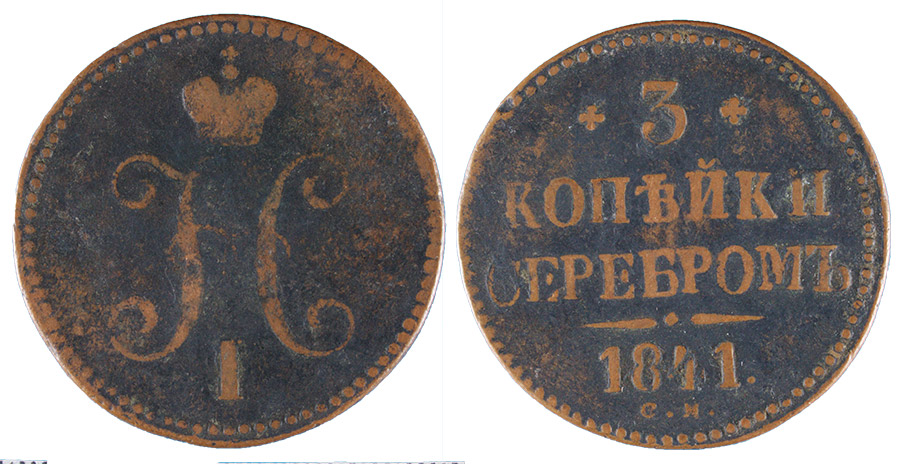 Н
I
3
КОПѢЙКИ
СЕРЕБРОМЪ
1841.
С.М.